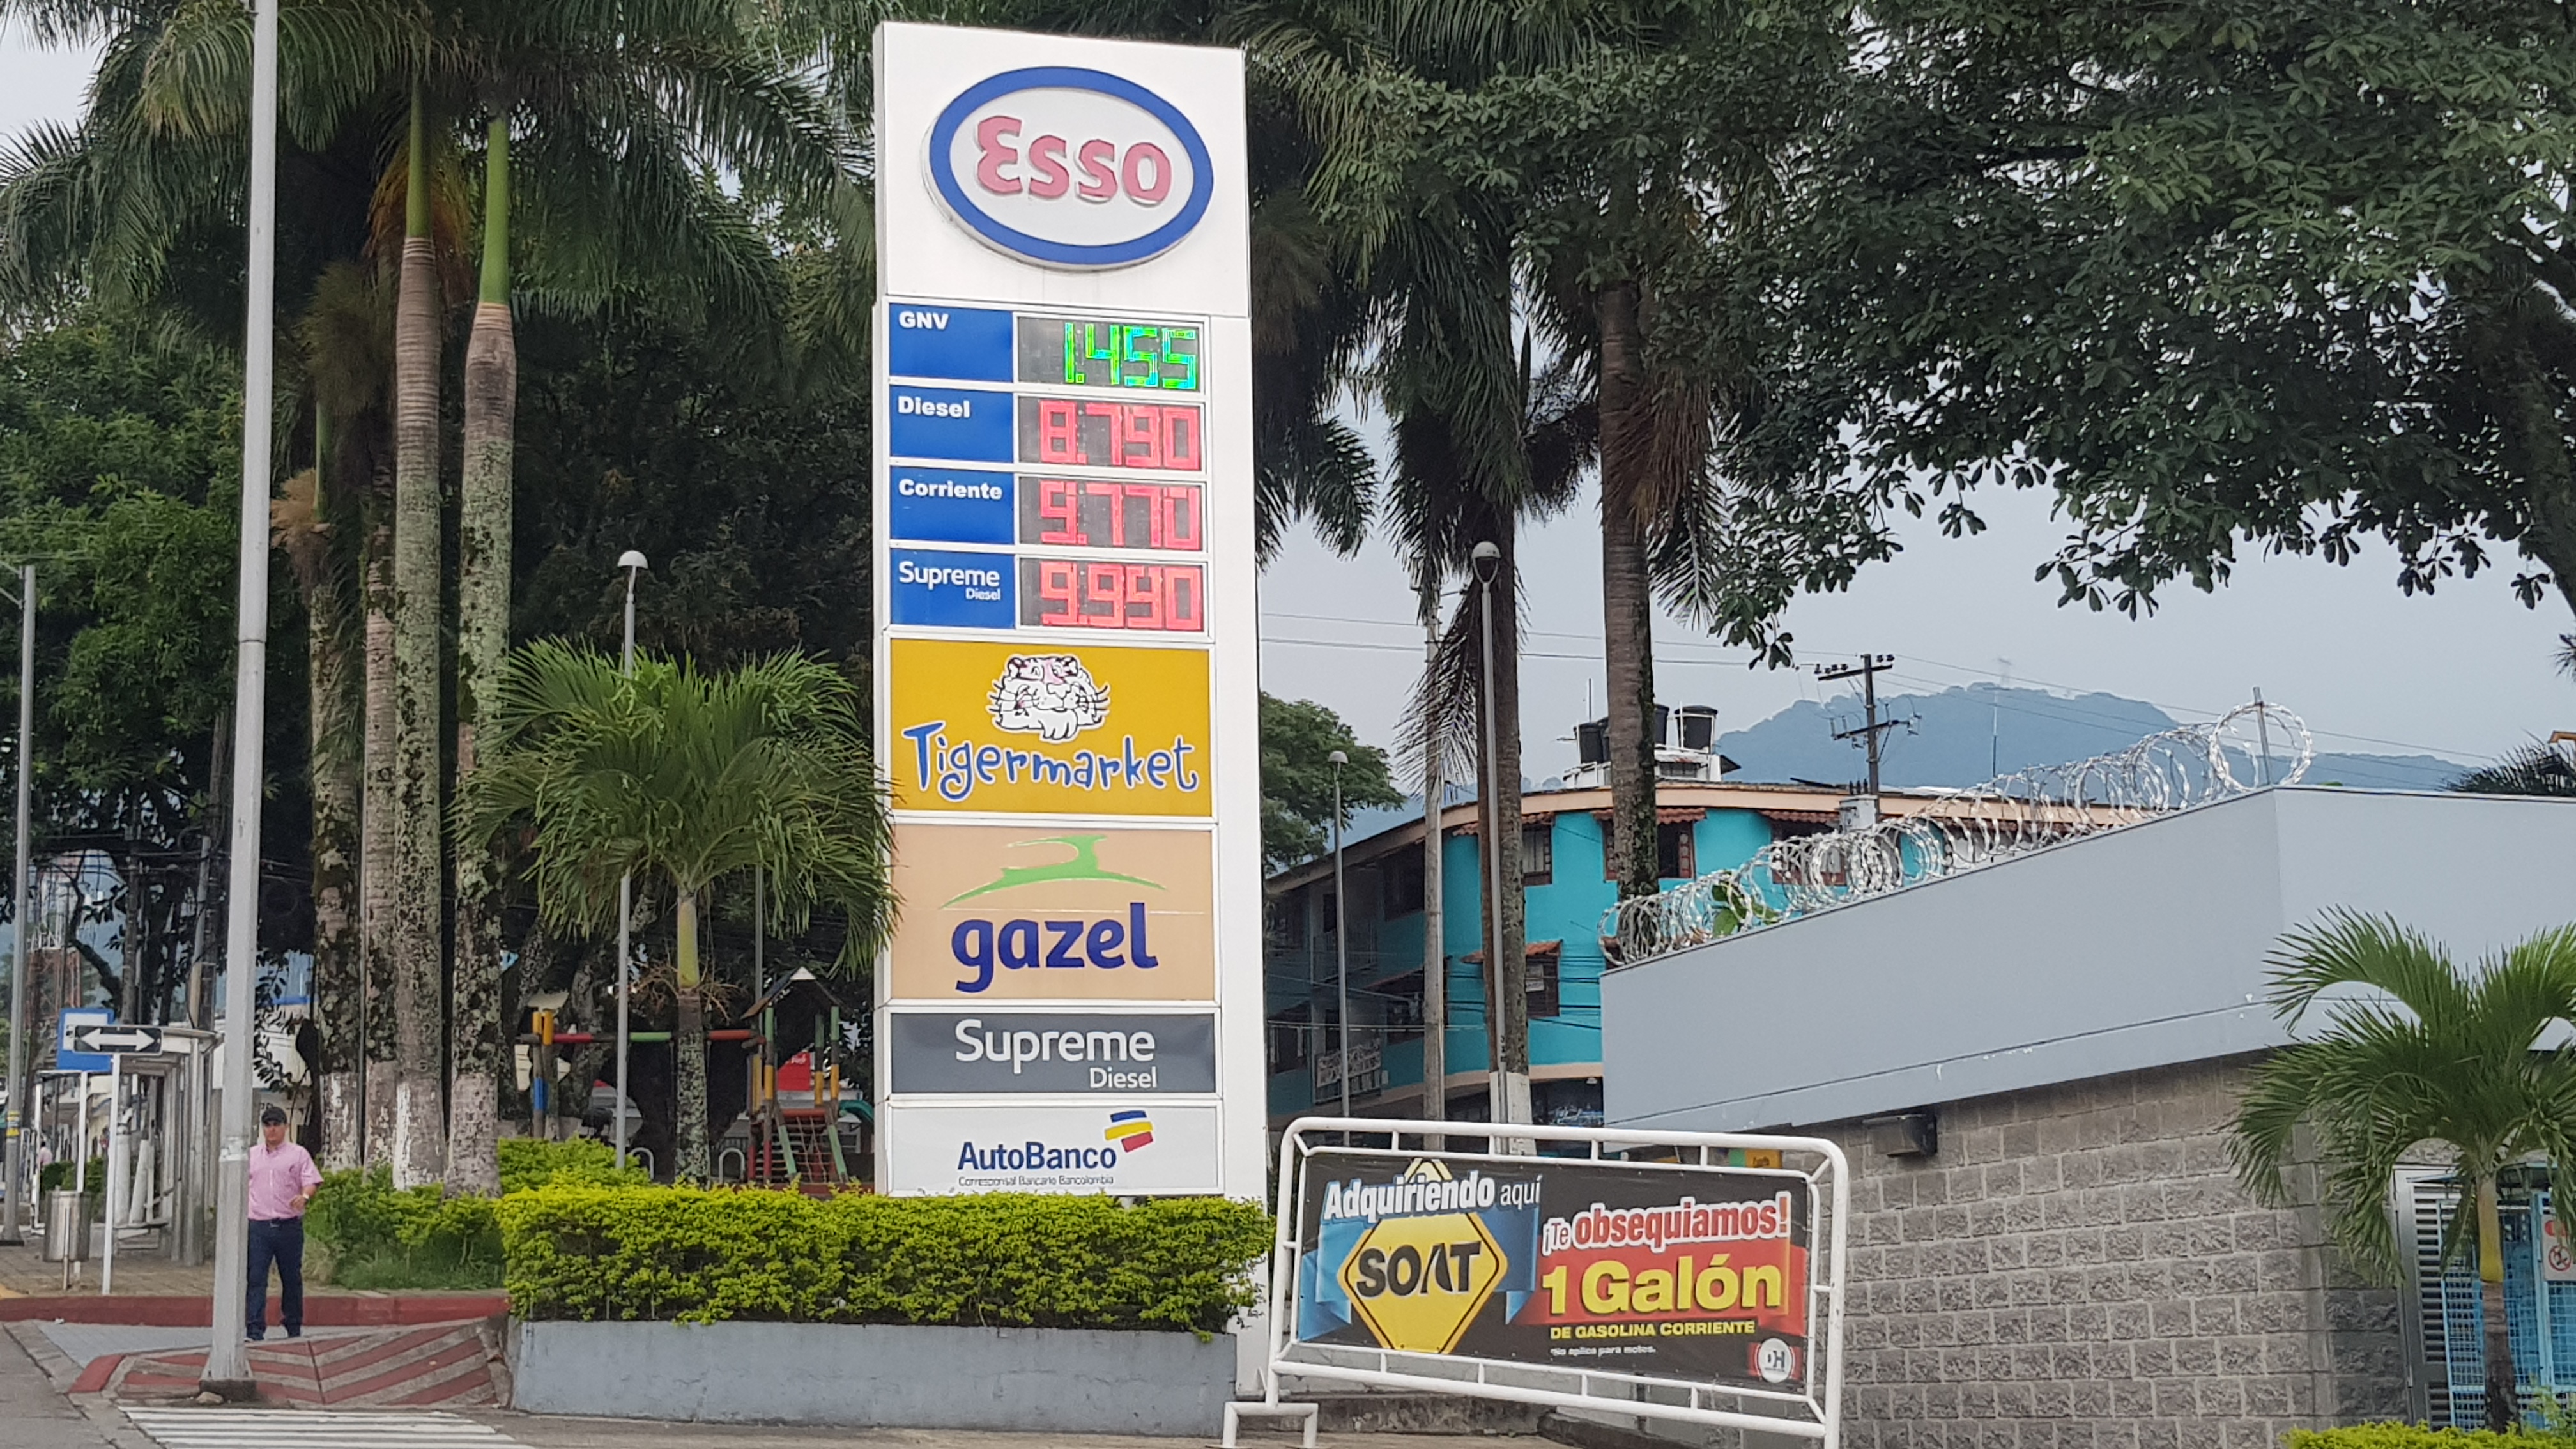 Esso
GNV 1.455
Diesel 8.790
Corriente 9.770
Supreme 9.990
Diesel
Tigermarket
gazel
Supreme
Diesel
AutoBanco
Corresponsal Bancario Bancolombia
Adquiriendo aquí
SOAT
¡Te obsequiamos!
1 Galón
DE GASOLINA CORRIENTE
*No aplica para motos.
DH